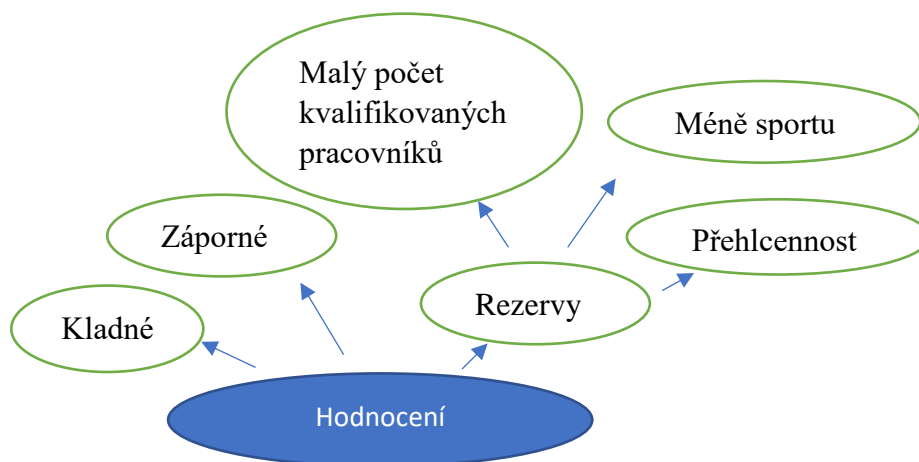 Malý počet
kvalifikovaných
pracovníků
Méně sportu
Záporné
Přehlcennost
Kladné
Rezervy
Hodnocení